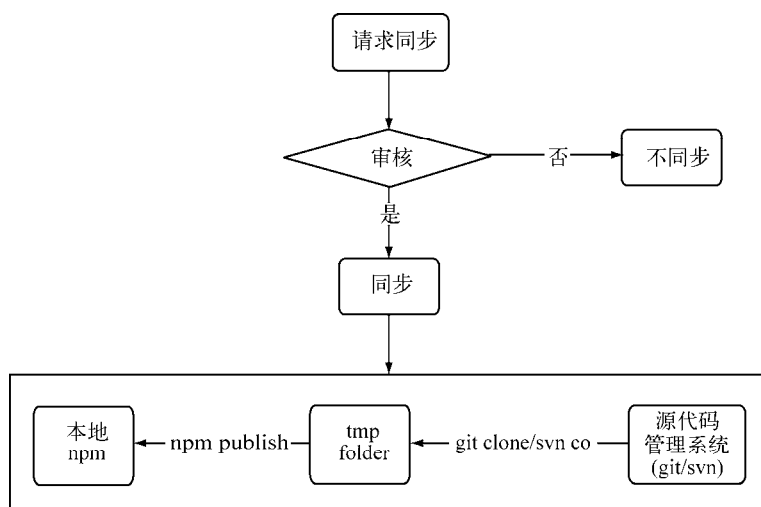 请求同步
审核
否
不同步
是
同步
本地
npm
npm publish
tmp
folder
git clone/svn co
源代码
管理系统
(git/svn)